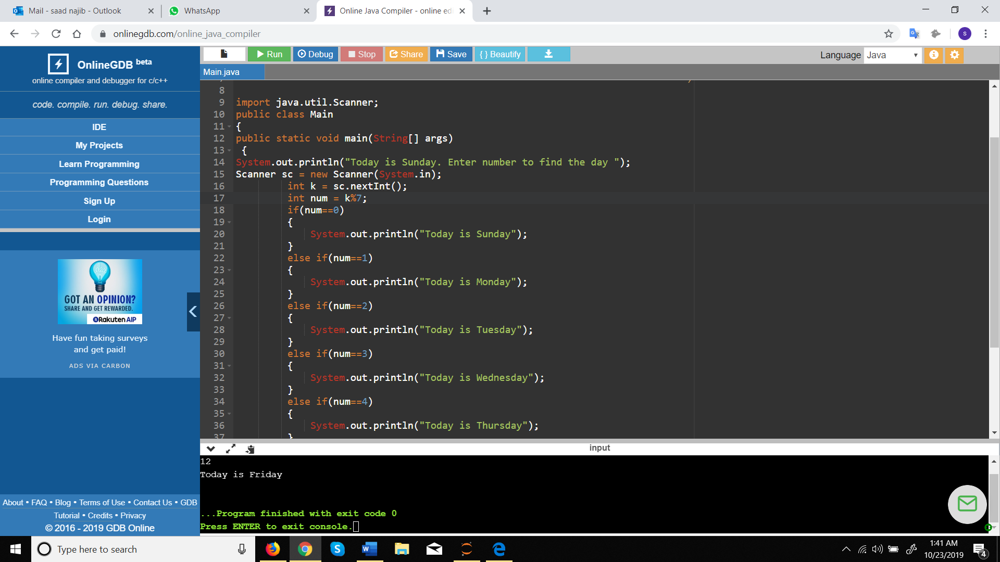 Mail - saad najib - Outlook
WhatsApp
Online Java Compiler - online edi
onlinegdb.com/online_java_compiler
S
OnlineGDB beta
online compiler and debugger for c/c++
code. compile. run. debug. share.
IDE
My Projects
Learn Programming
Programming Questions
Sign Up
Login
idea
GOT AN OPINION?
SHARE AND GET REWARDED.
Rakuten AIP
Have fun taking surveys
and get paid!
ADS VIA CARBON
About • FAQ • Blog • Terms of Use • Contact Us • GDB
Tutorial • Credits • Privacy
© 2016 - 2019 GDB Online
Run Debug Stop Share Save { } Beautify
Language Java
Main.java
8
9 import java.util.Scanner;
10 public class Main
11 {
12 public static void main(String[] args)
13 {
14 System.out.println("Today is Sunday. Enter number to find the day ");
15 Scanner sc = new Scanner(System.in);
16 int k = sc.nextInt();
17 int num = k%7;
18 if(num==0)
19 {
20 System.out.println("Today is Sunday");
21 }
22 else if(num==1)
23 {
24 System.out.println("Today is Monday");
25 }
26 else if(num==2)
27 {
28 System.out.println("Today is Tuesday");
29 }
30 else if(num==3)
31 {
32 System.out.println("Today is Wednesday");
33 }
34 else if(num==4)
35 {
36 System.out.println("Today is Thursday");
37 }
input
12
Today is Friday
...Program finished with exit code 0
Press ENTER to exit console.
Type here to search
1:41 AM
10/23/2019
4